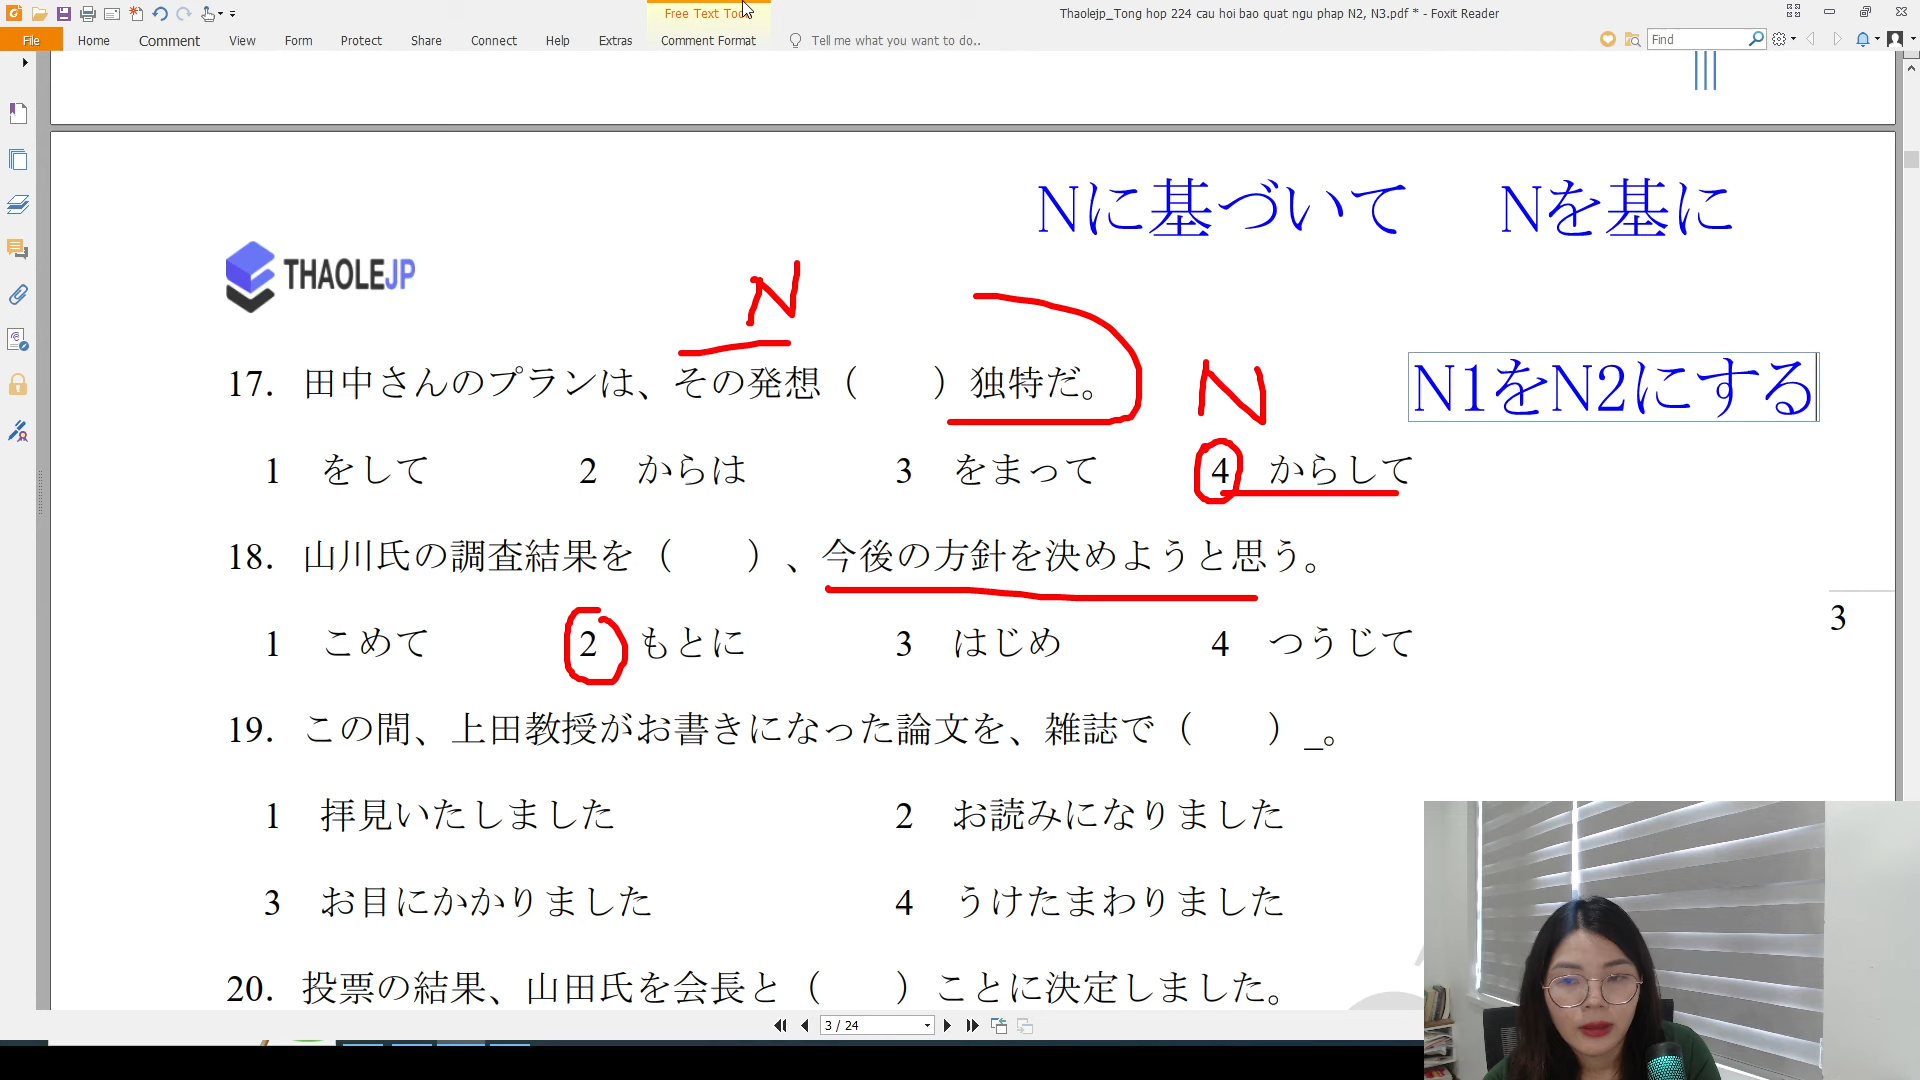 Free Text Tools
Thaolejp_Tong hop 224 cau hoi bao quat ngu phap N2, N3.pdf * - Foxit Reader
File Home Comment View Form Protect Share Connect Help Extras Comment Format Tell me what you want to do.. Find
Nに基づいて Nを基に
THAOLEJP
N
17. 田中さんのプランは、その発想（ ）独特だ。
N
N1をN2にする
1 をして 2 からは 3 をまって 4 からして
18. 山川氏の調査結果を（ ）、今後の方針を決めようと思う。
3
1 こめて 2 もとに 3 はじめ 4 つうじて
19. この間、上田教授がお書きになった論文を、雑誌で（ ）_。
1 拝見いたしました 2 お読みになりました
3 お目にかかりました 4 うけたまわりました
20. 投票の結果、山田氏を会長と（ ）ことに決定しました。
3 / 24